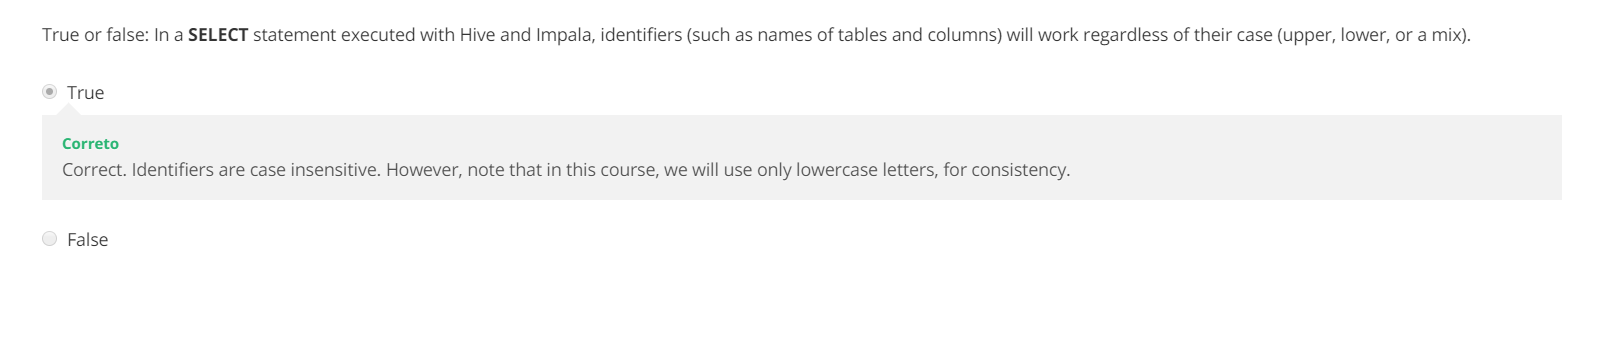 True or false: In a SELECT statement executed with Hive and Impala, identifiers (such as names of tables and columns) will work regardless of their case (upper, lower, or a mix).
True
Correto
Correct. Identifiers are case insensitive. However, note that in this course, we will use only lowercase letters, for consistency.
False